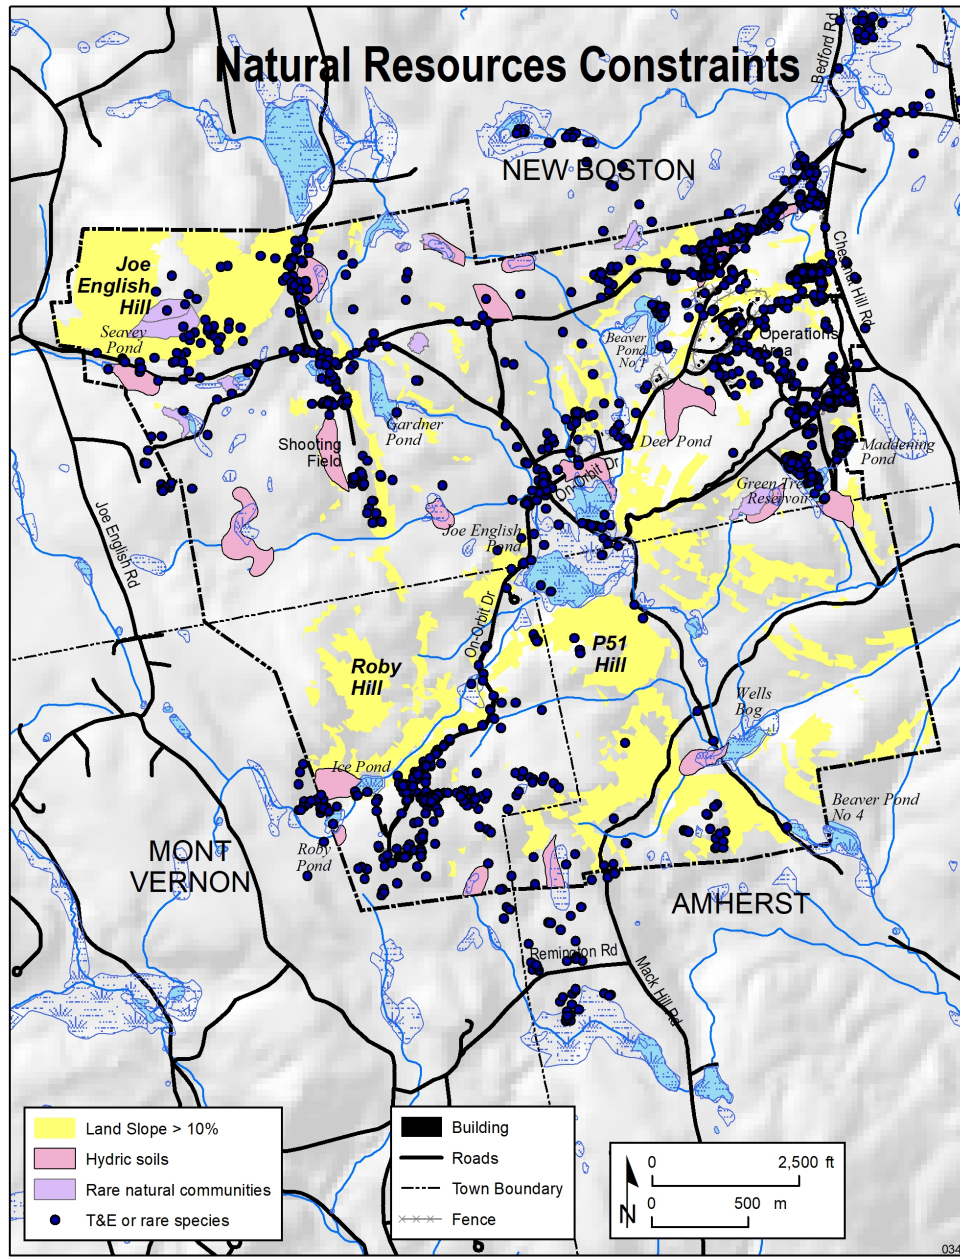 Natural Resources Constraints
Bedford Rd
NEW BOSTON
Chestnut Hill Rd
Joe
English
Hill
Seavey
Pond
Beaver
Pond
No 1
Operations
Area
Gardner
Pond
Shooting
Field
Deer Pond
Maddening
Pond
On-Orbit Dr
Green Tree
Reservoir
Joe English Rd
Joe English
Pond
On-Orbit Dr
P51
Hill
Roby
Hill
Wells
Bog
Ice Pond
Beaver Pond
No 4
Roby
Pond
MONT
VERNON
AMHERST
Remington Rd
Mack Hill Rd
Land Slope > 10%
Hydric soils
Rare natural communities
T&E or rare species
Building
Roads
Town Boundary
Fence
N
0 2,500 ft
0 500 m
034